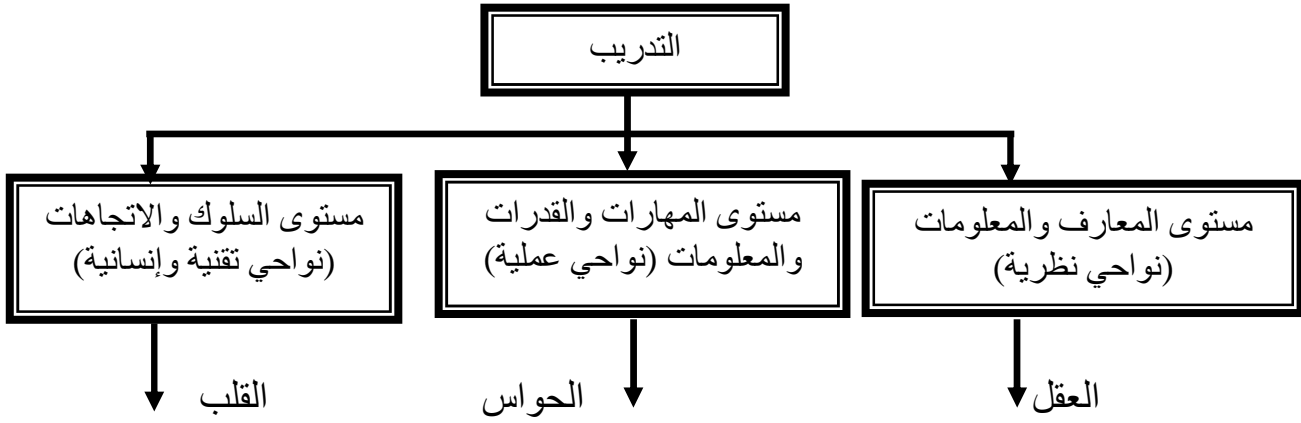 التدريب
مستوى المعارف والمعلومات
(نواحي نظرية)
مستوى المهارات والقدرات
والمعلومات (نواحي عملية)
مستوى السلوك والاتجاهات
(نواحي تقنية وإنسانية)
العقل
الحواس
القلب